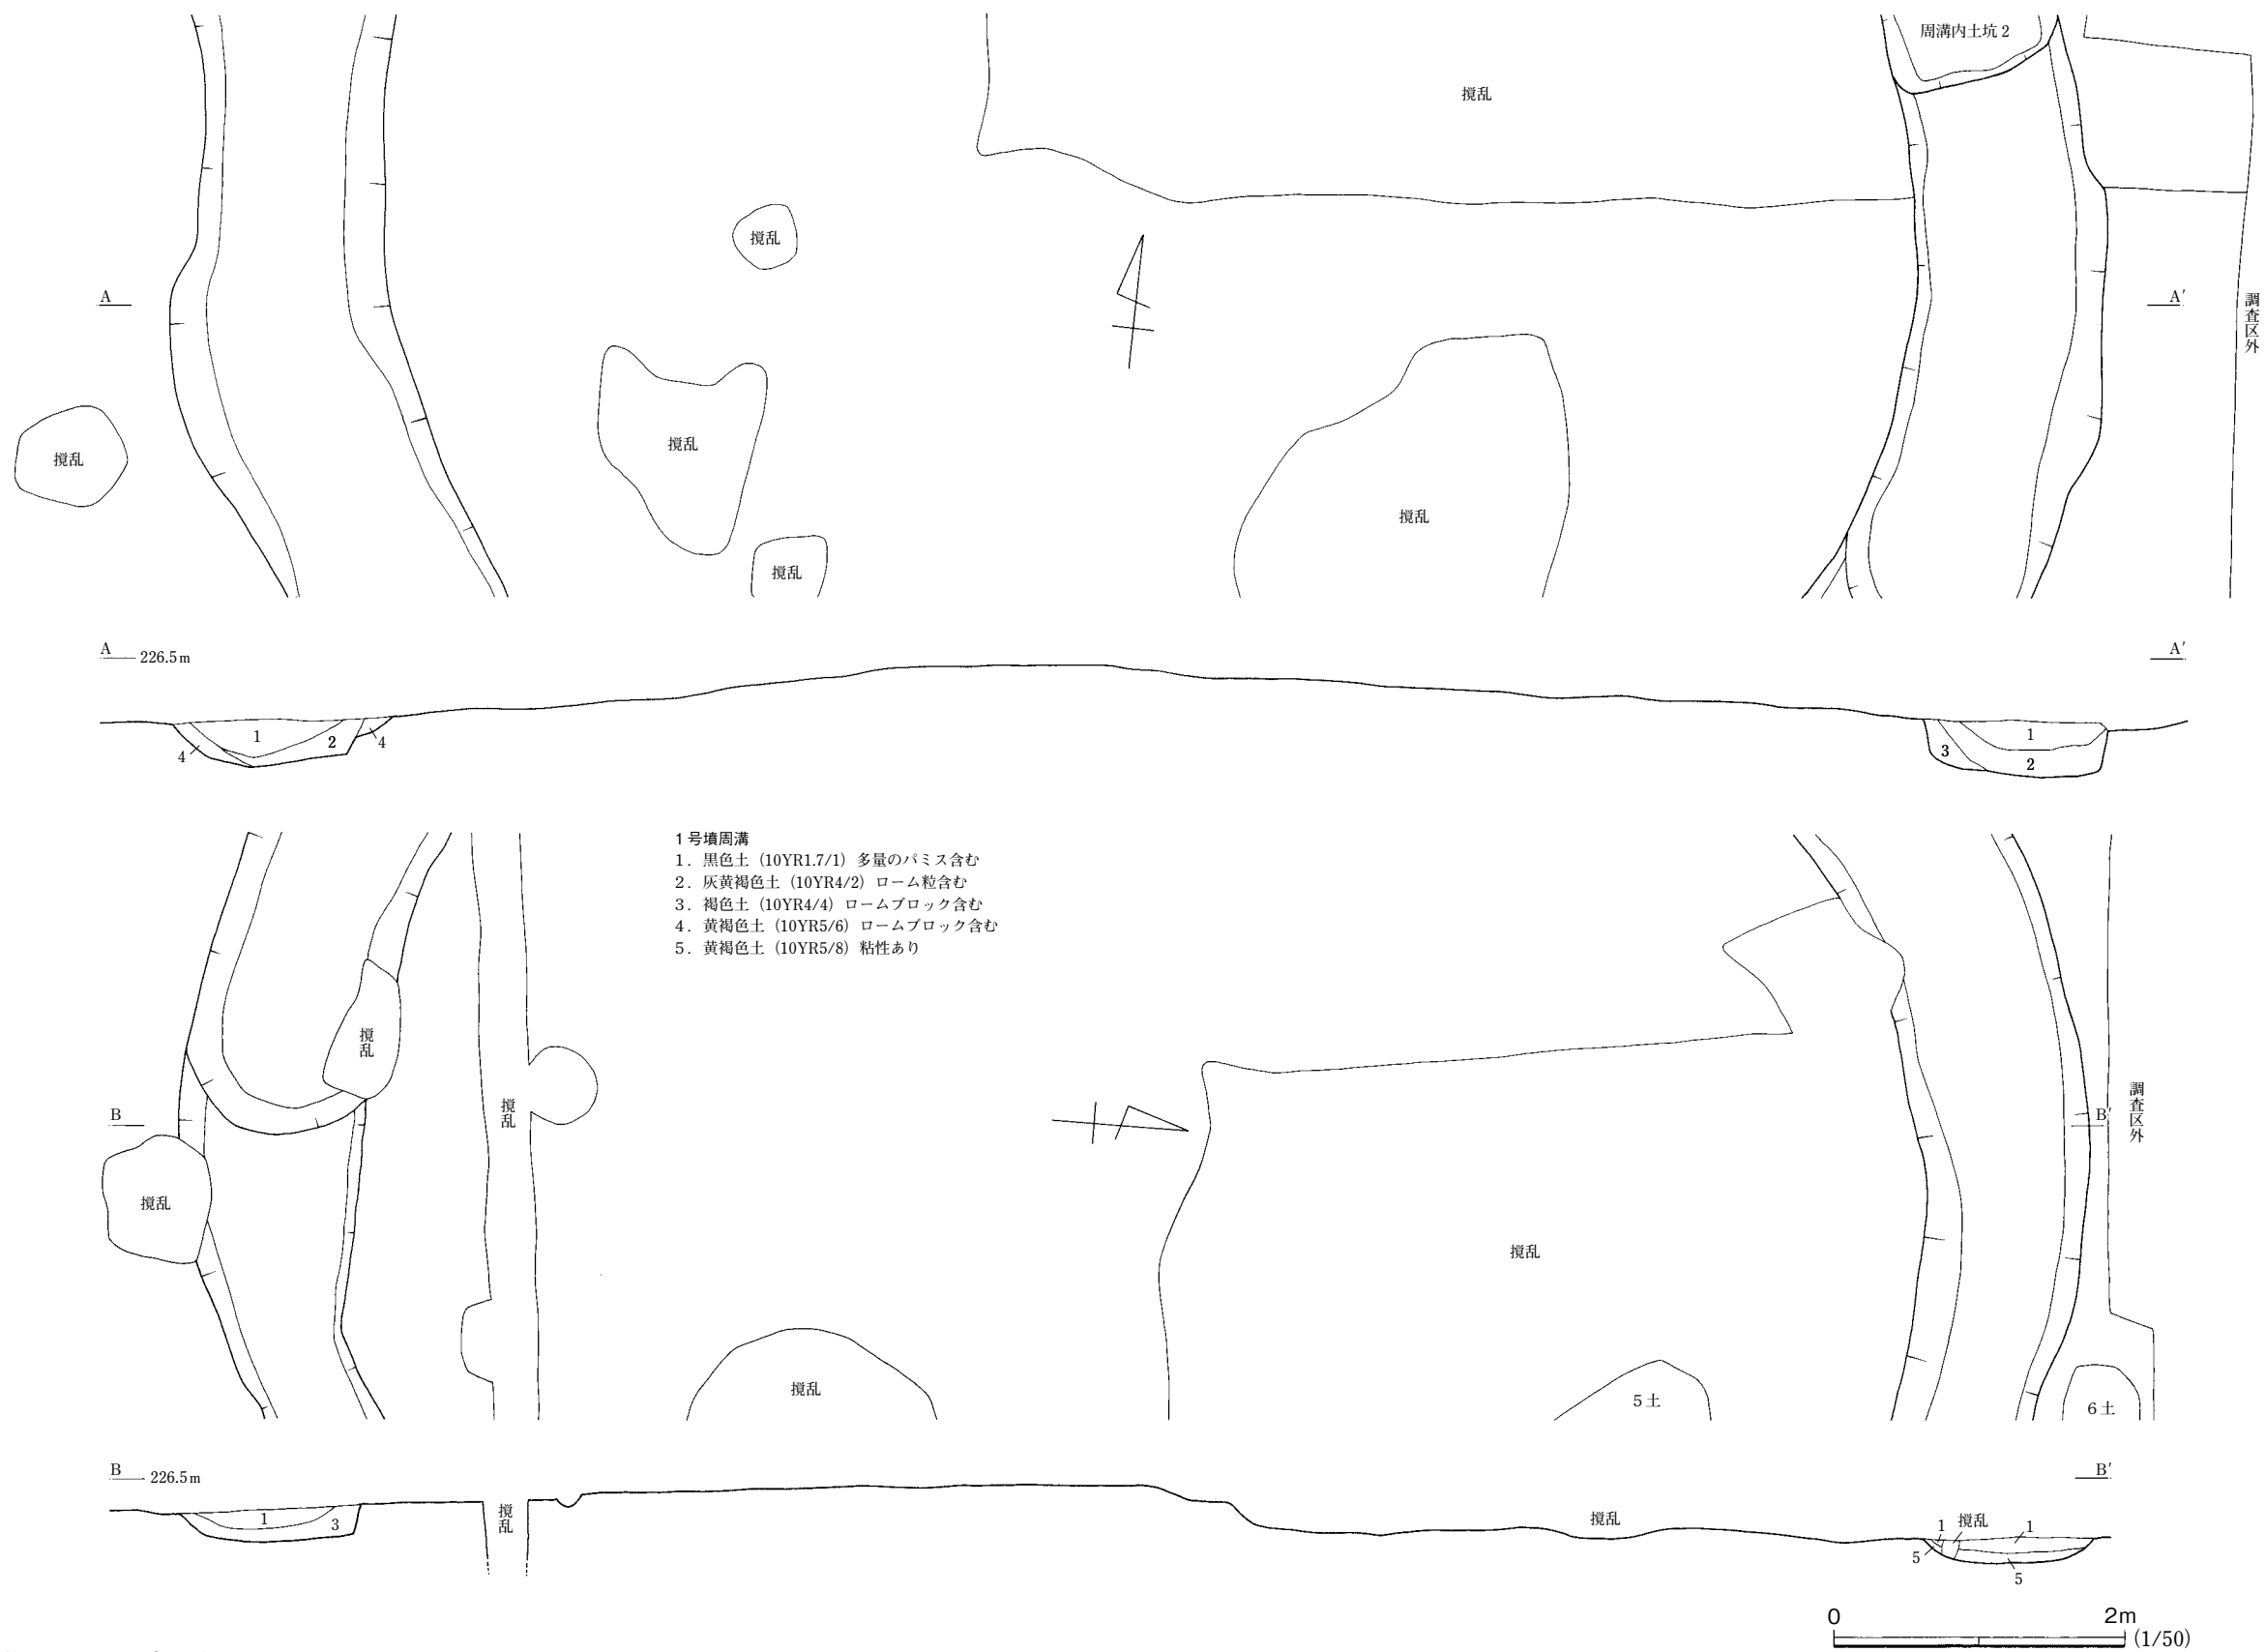 周溝内土坑 2
撹乱
撹乱
A
A′
調査区外
撹乱
撹乱
撹乱
撹乱
A
226.5m
A′
1
2
4
4
1
3
2
1号墳周溝
1. 黒色土（10YR1.7/1）多量のパミス含む
2. 灰黄褐色土（10YR4/2）ローム粒含む
3. 褐色土（10YR4/4）ロームブロック含む
4. 黄褐色土（10YR5/6）ロームブロック含む
5. 黄褐色土（10YR5/8）粘性あり
撹乱
撹乱
B
B′
調査区外
撹乱
撹乱
撹乱
5土
6土
B
226.5m
B′
撹乱
1
3
撹乱
1
撹乱
1
5
5
0
2m
(1/50)